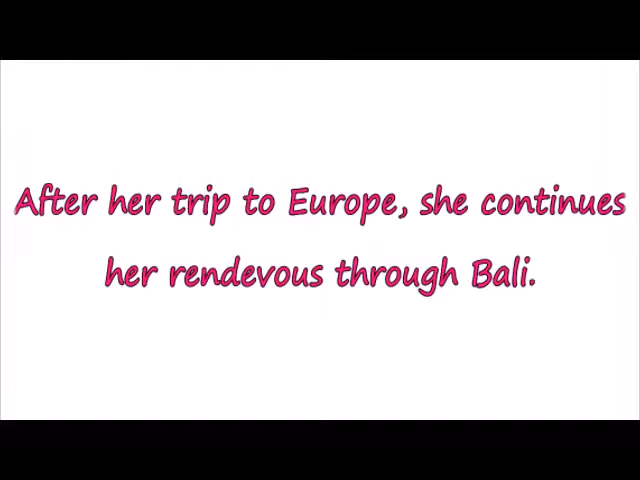 After her trip to Europe, she continues
her rendevous through Bali.